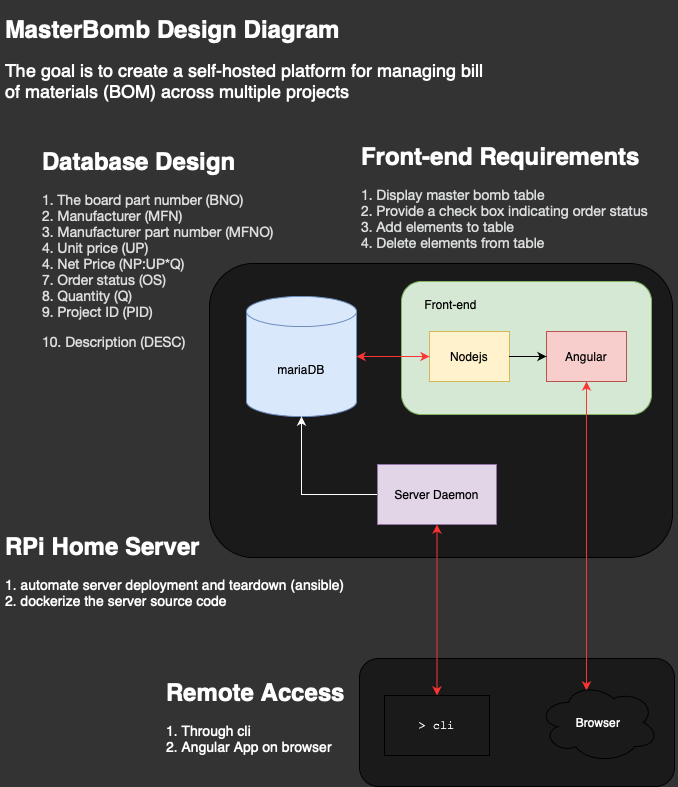 MasterBomb Design Diagram
The goal is to create a self-hosted platform for managing bill
of materials (BOM) across multiple projects
Database Design
1. The board part number (BNO)
2. Manufacturer (MFN)
3. Manufacturer part number (MFNO)
4. Unit price (UP)
4. Net Price (NP:UP*Q)
7. Order status (OS)
8. Quantity (Q)
9. Project ID (PID)
10. Description (DESC)
Front-end Requirements
1. Display master bomb table
2. Provide a check box indicating order status
3. Add elements to table
4. Delete elements from table
Front-end
mariaDB
Nodejs
Angular
Server Daemon
RPi Home Server
1. automate server deployment and teardown (ansible)
2. dockerize the server source code
Remote Access
1. Through cli
2. Angular App on browser
> cli
Browser